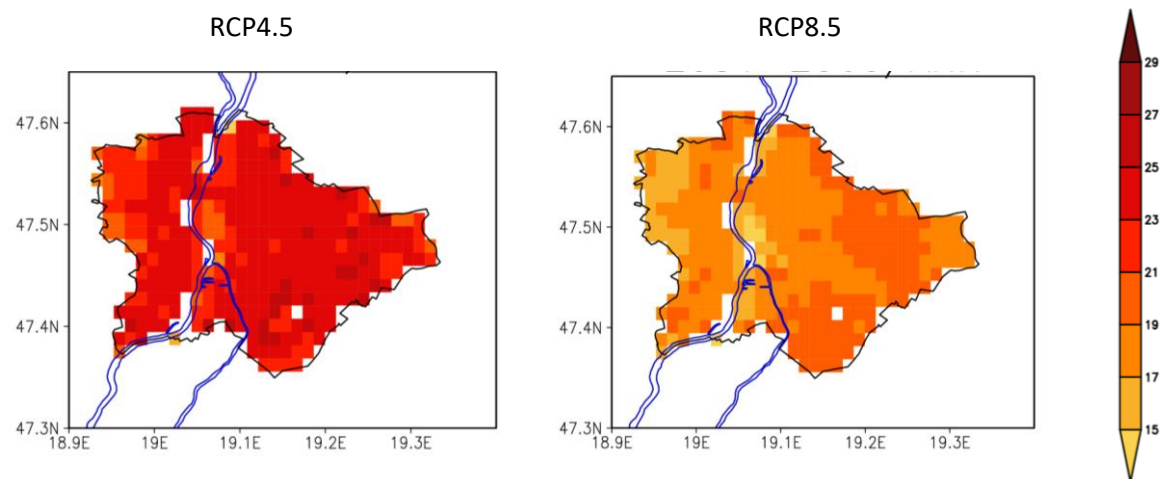 RCP4.5
RCP8.5
47.6N
47.5N
47.4N
47.3N
18.9E
19E
19.1E
19.2E
19.3E
47.6N
47.5N
47.4N
47.3N
18.9E
19E
19.1E
19.2E
19.3E
29
27
25
23
21
19
17
15